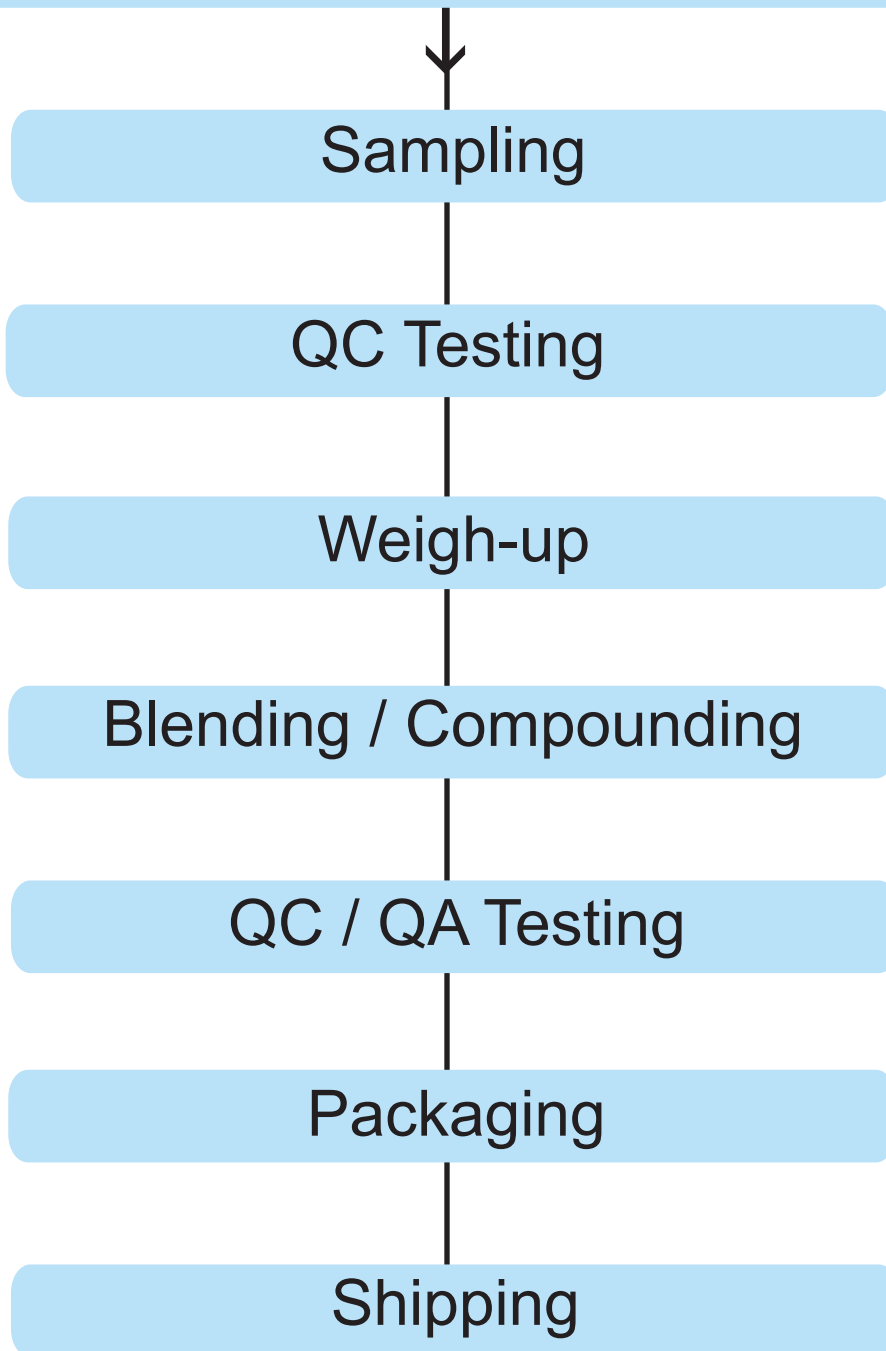 Sampling
QC Testing
Weigh-up
Blending / Compounding
QC / QA Testing
Packaging
Shipping